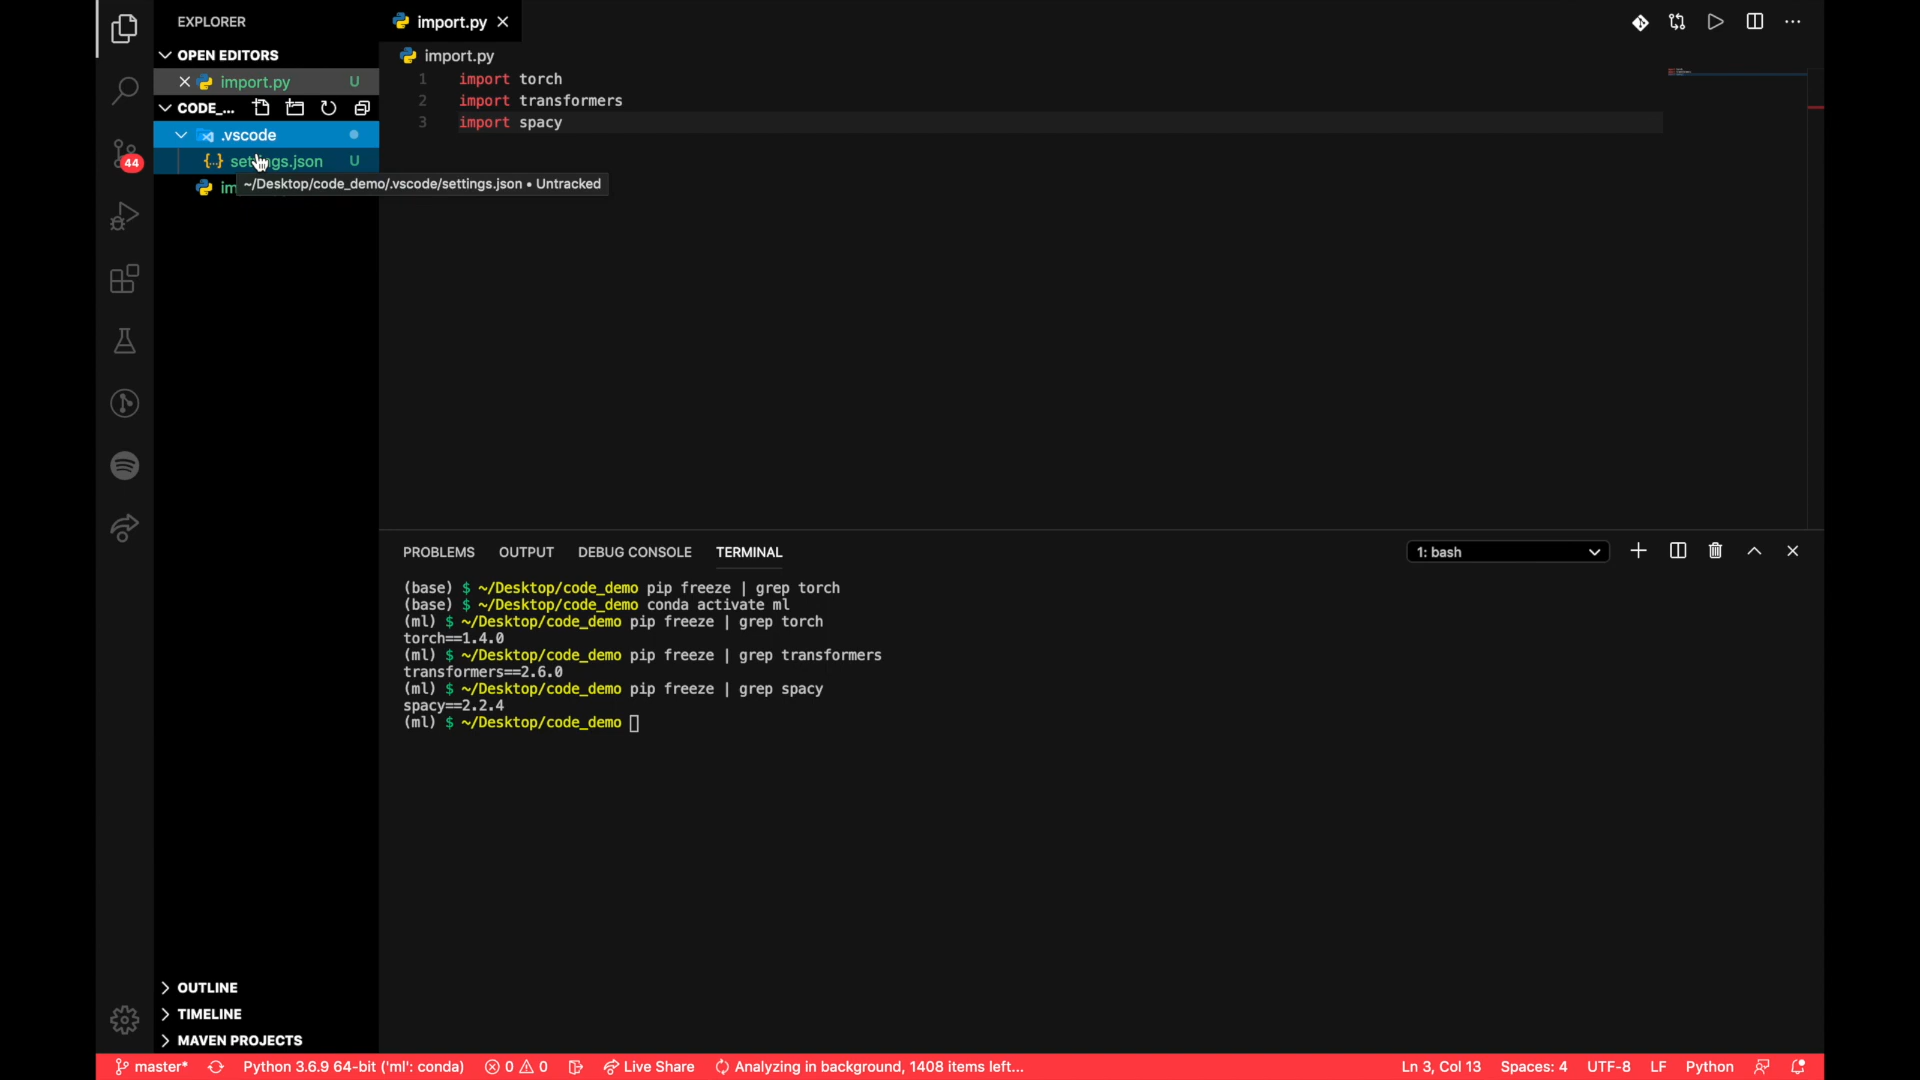 EXPLORER
import.py
OPEN EDITORS
import.py U
import.py
CODE_...
1 import torch
2 import transformers
3 import spacy
.vscode
44
settings.json U
~/Desktop/code_demo/.vscode/settings.json • Untracked
PROBLEMS OUTPUT DEBUG CONSOLE TERMINAL
1: bash
(base) $ ~/Desktop/code_demo pip freeze | grep torch
(base) $ ~/Desktop/code_demo conda activate ml
(ml) $ ~/Desktop/code_demo pip freeze | grep torch
torch==1.4.0
(ml) $ ~/Desktop/code_demo pip freeze | grep transformers
transformers==2.6.0
(ml) $ ~/Desktop/code_demo pip freeze | grep spacy
spacy==2.2.4
(ml) $ ~/Desktop/code_demo
OUTLINE
TIMELINE
MAVEN PROJECTS
master* Python 3.6.9 64-bit ('ml': conda) 0 0 Live Share Analyzing in background, 1408 items left... Ln 3, Col 13 Spaces: 4 UTF-8 LF Python